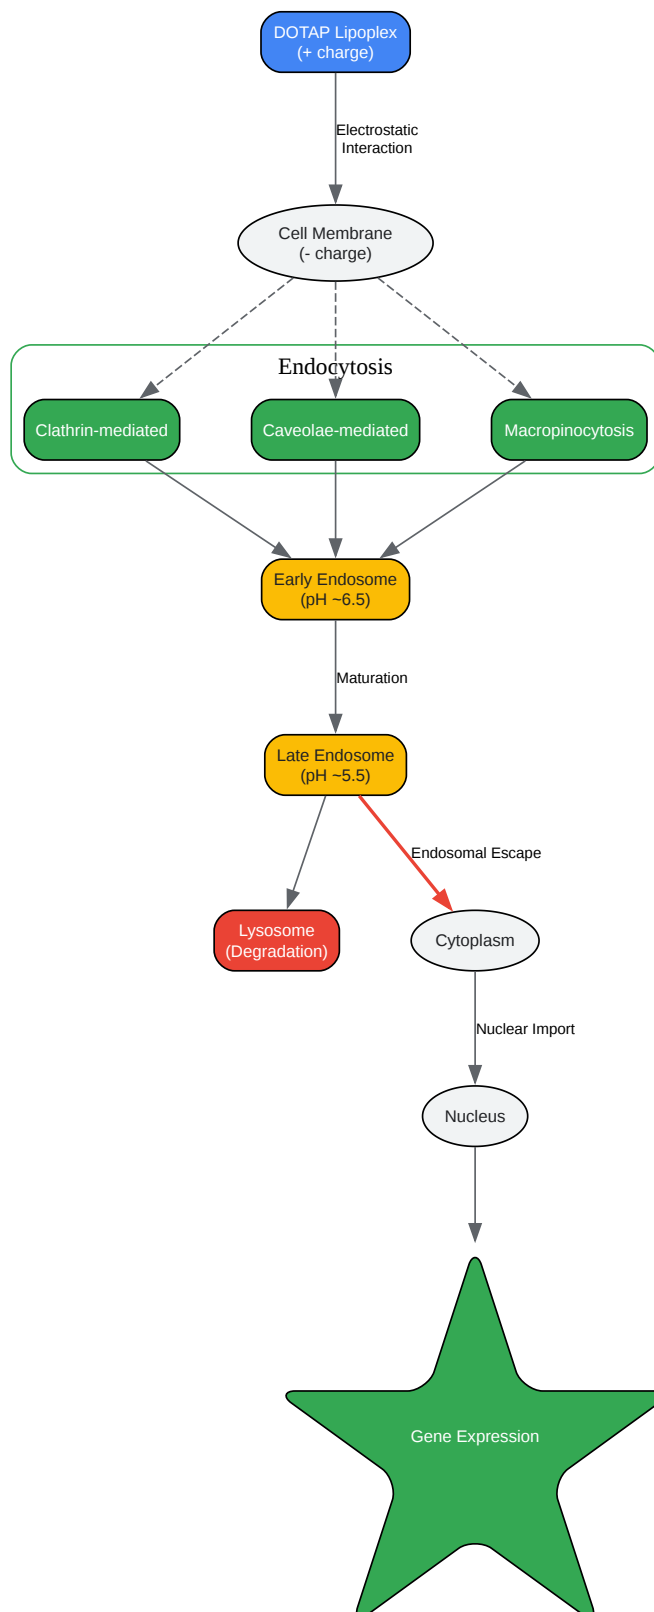 DOTAP Lipoplex
(+ charge)
Electrostatic
Interaction
Cell Membrane
(- charge)
Endocytosis
Clathrin-mediated
Caveolae-mediated
Macropinocytosis
Early Endosome
(pH ~6.5)
Maturation
Late Endosome
(pH ~5.5)
Endosomal Escape
Lysosome
(Degradation)
Cytoplasm
Nuclear Import
Nucleus
Gene Expression